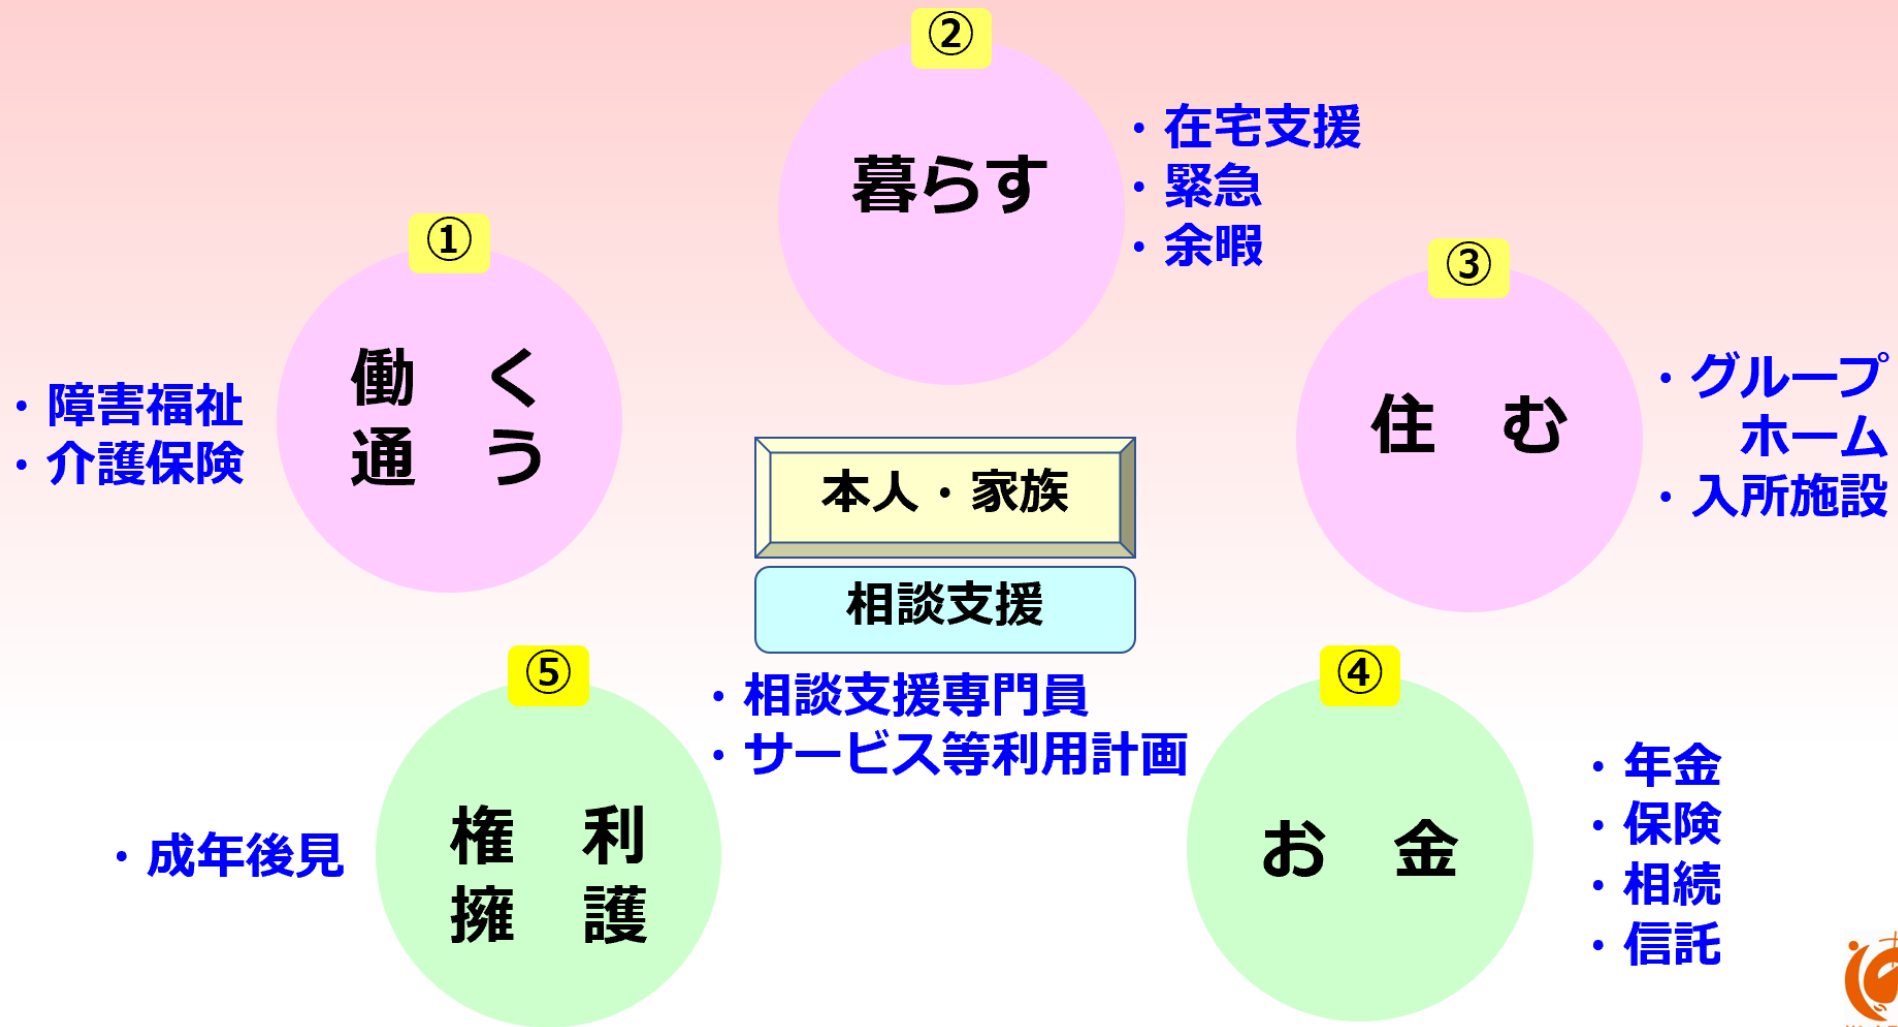 ①
働　く
通　う
・障害福祉
・介護保険
②
暮らす
・在宅支援
・緊急
・余暇
③
住　む
・グループ
ホーム
・入所施設
本人・家族
相談支援
・相談支援専門員
・サービス等利用計画
④
お　金
・年金
・保険
・相続
・信託
⑤
権　利
擁　護
・成年後見